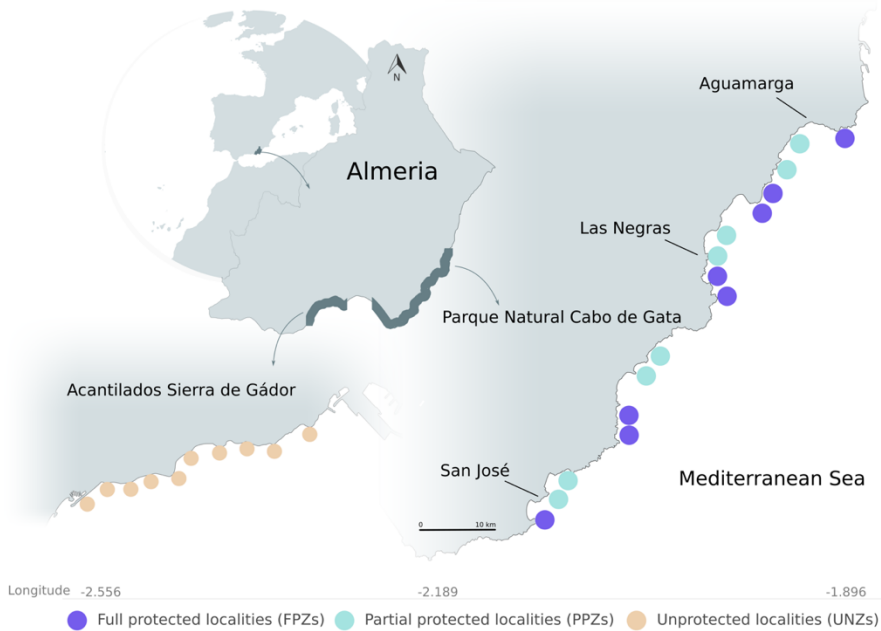 Aguamarga
N
Almeria
Las Negras
Parque Natural Cabo de Gata
Acantilados Sierra de Gádor
San José
Mediterranean Sea
0 10 km
Longitude -2.556 -2.189 -1.896
Full protected localities (FPZs) Partial protected localities (PPZs) Unprotected localities (UNZs)